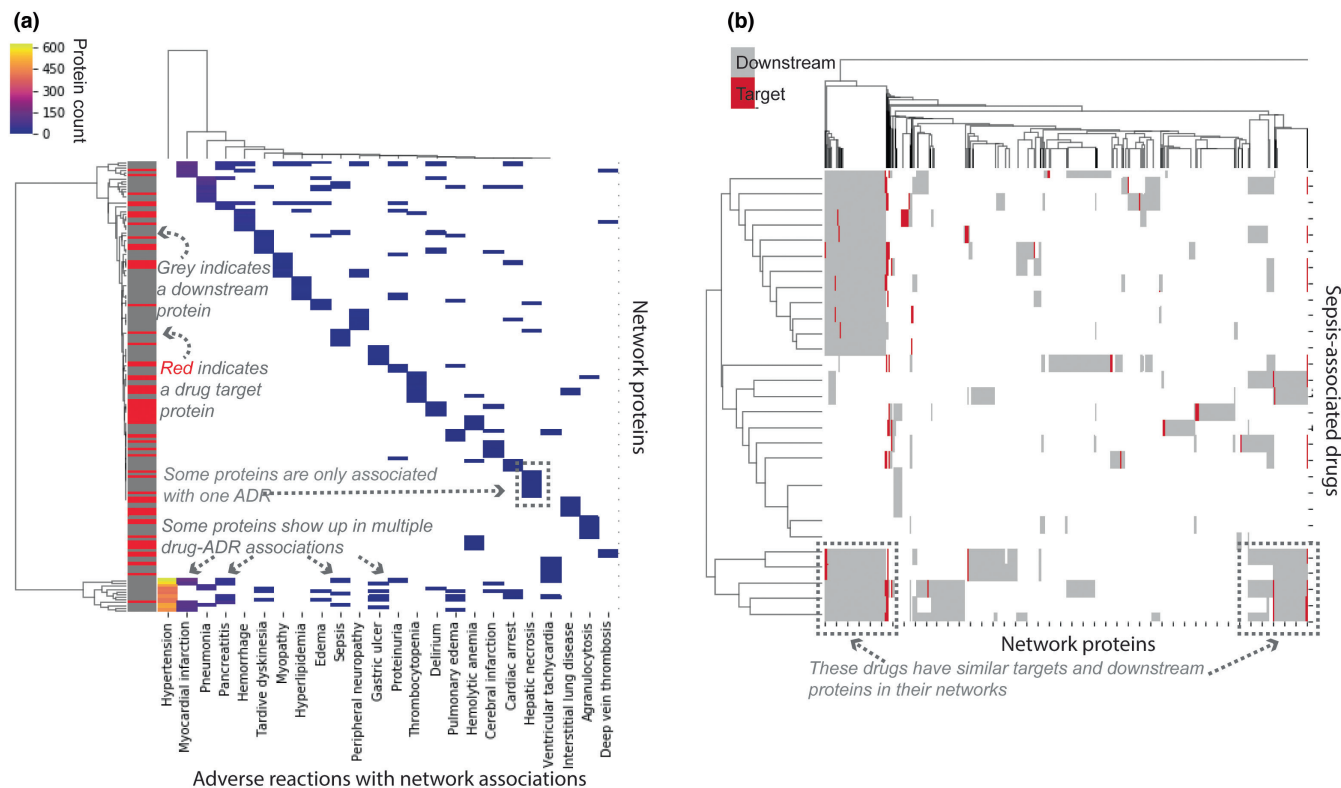 (a)
600
450
300
150
0
Protein count
Grey indicates
a downstream
protein
Red indicates
a drug target
protein
Some proteins are only associated
with one ADR
Some proteins show up in multiple
drug-ADR associations
Network proteins
Hypertension
Myocardial infarction
Pneumonia
Pancreatitis
Hemorrhage
Tardive dyskinesia
Myopathy
Hyperlipidemia
Edema
Sepsis
Peripheral neuropathy
Gastric ulcer
Proteinuria
Thrombocytopenia
Delirium
Pulmonary edema
Hemolytic anemia
Cerebral infarction
Cardiac arrest
Hepatic necrosis
Ventricular tachycardia
Interstitial lung disease
Agranulocytosis
Deep vein thrombosis
Adverse reactions with network associations
(b)
Downstream
Target
Sepsis-associated drugs
Network proteins
These drugs have similar targets and downstream
proteins in their networks